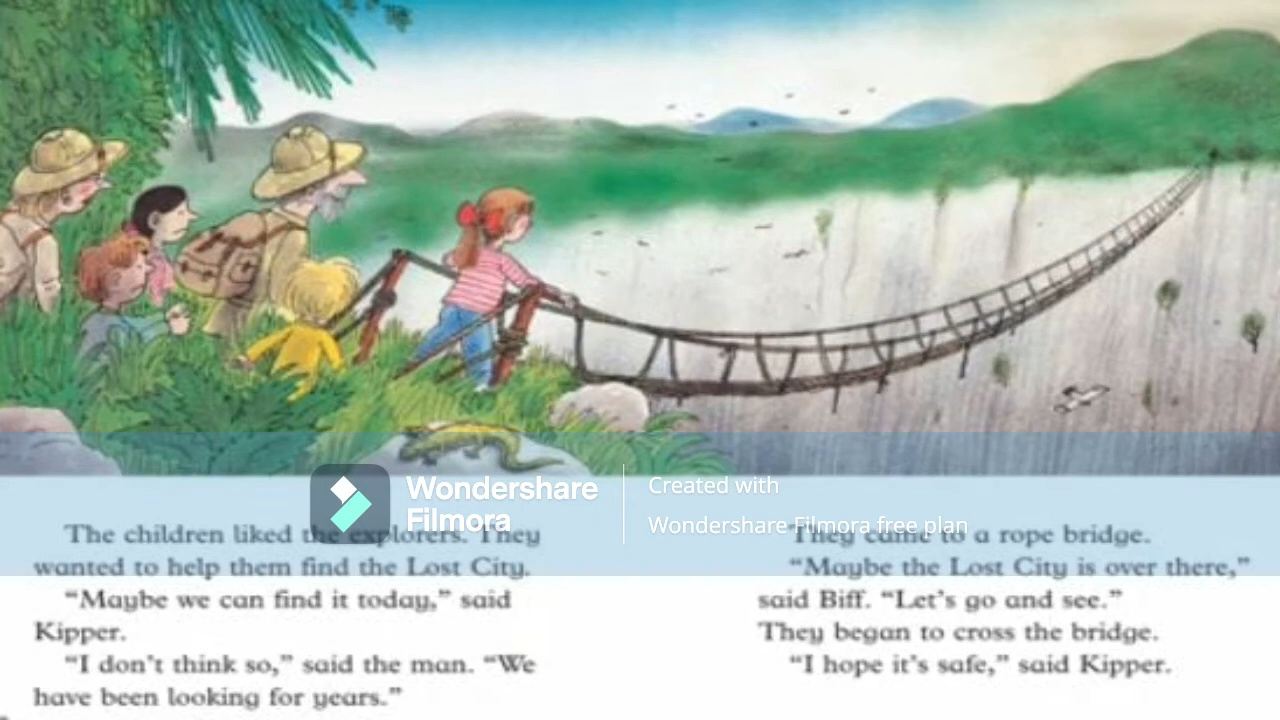 The children liked the explorers. They
wanted to help them find the Lost City.
“Maybe we can find it today,” said
Kipper.
“I don’t think so,” said the man. “We
have been looking for years.”
They came to a rope bridge.
“Maybe the Lost City is over there,”
said Biff. “Let’s go and see.”
They began to cross the bridge.
“I hope it’s safe,” said Kipper.
Wondershare
Filmora
Created with
Wondershare Filmora free plan